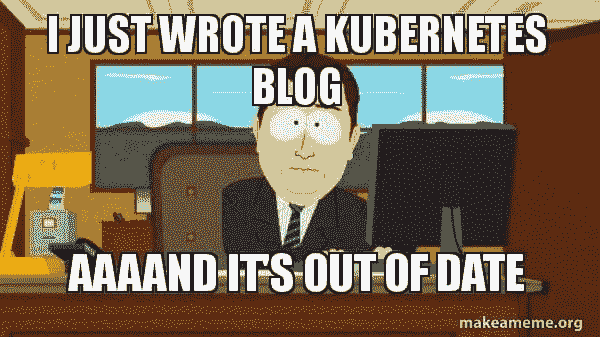 I JUST WROTE A KUBERNETES
BLOG
AAAAND IT'S OUT OF DATE
makeameme.org